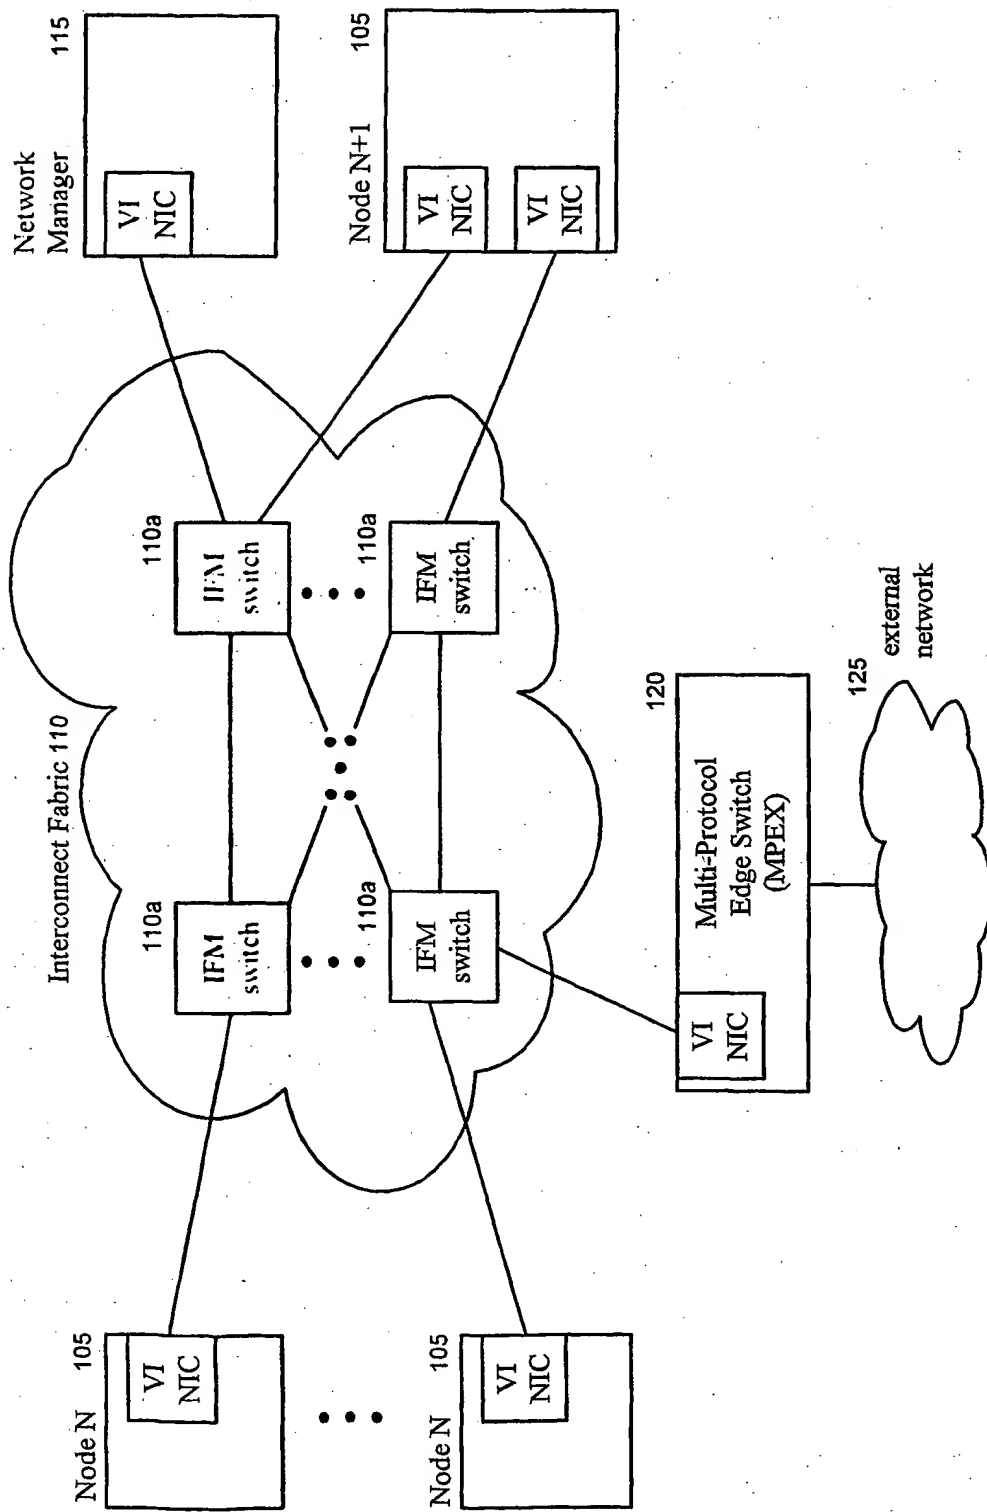 Network
Manager
115
VI
NIC
Node N+1
105
VI
NIC
VI
NIC
Interconnect Fabric 110
110a
IFM
switch
110a
IFM
switch
110a
IFM
switch
110a
IFM
switch
Node N
105
VI
NIC
Node N
105
VI
NIC
120
Multi-Protocol
Edge Switch
(MPEX)
VI
NIC
125
external
network